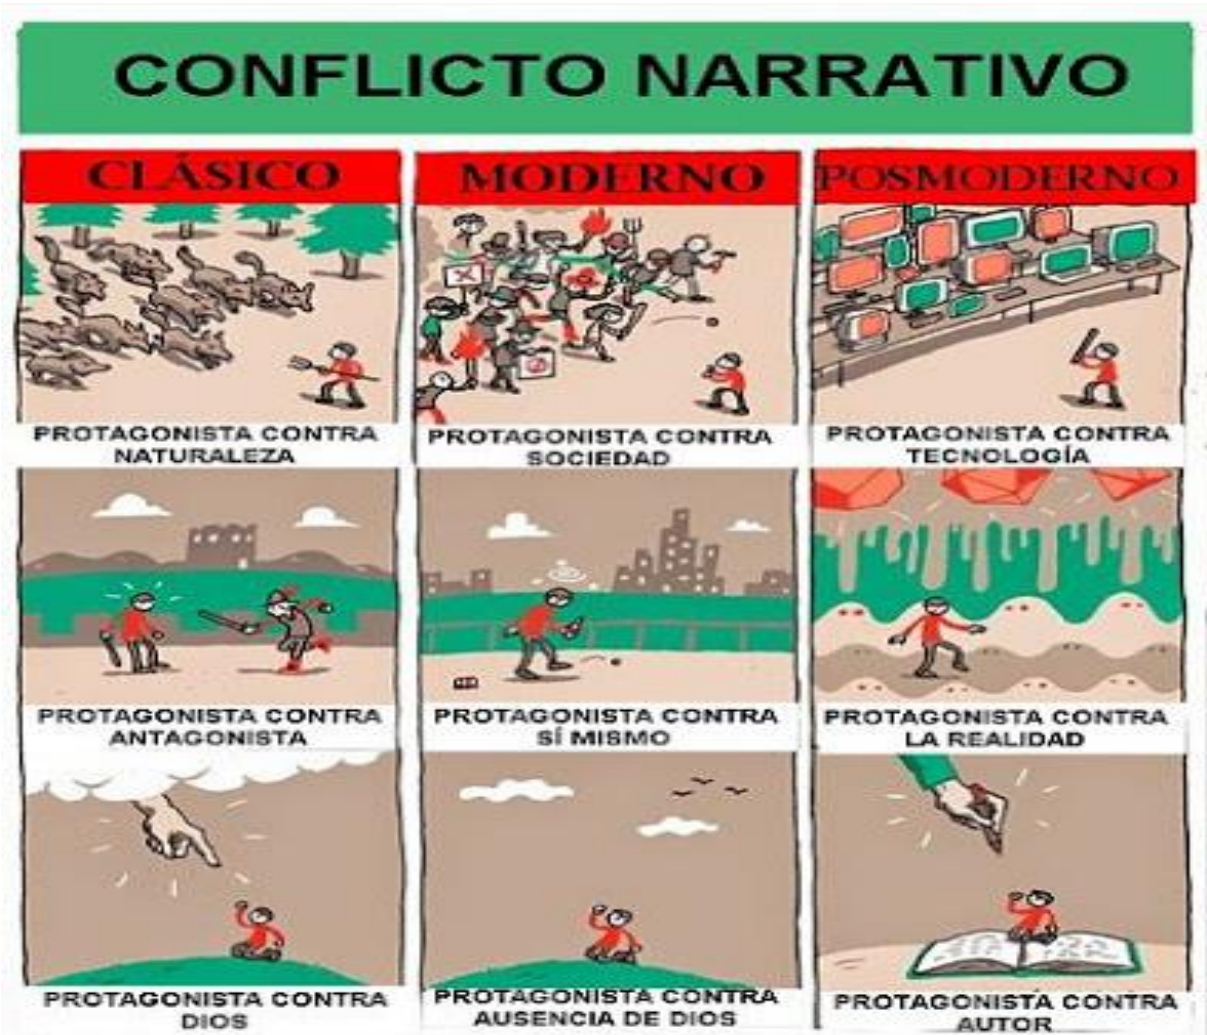 CONFLICTO NARRATIVO
CLÁSICO
MODERNO
POSMODERNO
PROTAGONISTA CONTRA
NATURALEZA
PROTAGONISTA CONTRA
SOCIEDAD
PROTAGONISTA CONTRA
TECNOLOGÍA
PROTAGONISTA CONTRA
ANTAGONISTA
PROTAGONISTA CONTRA
SÍ MISMO
PROTAGONISTA CONTRA
LA REALIDAD
PROTAGONISTA CONTRA
DIOS
PROTAGONISTA CONTRA
AUSENCIA DE DIOS
PROTAGONISTA CONTRA
AUTOR